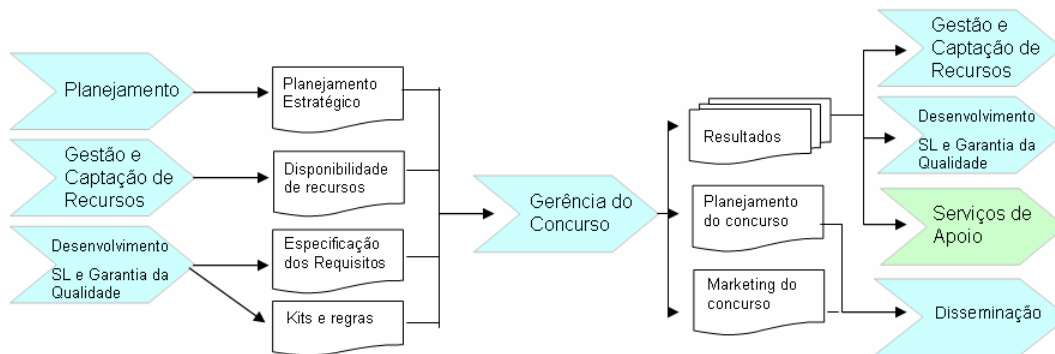 Planejamento
Gestão e
Captação de
Recursos
Desenvolvimento
SL e Garantia da
Qualidade
Planejamento
Estratégico
Disponibilidade
de recursos
Especificação
dos Requisitos
Kits e regras
Gerência do
Concurso
Resultados
Planejamento
do concurso
Marketing do
concurso
Gestão e
Captação de
Recursos
Desenvolvimento
SL e Garantia da
Qualidade
Serviços de
Apoio
Disseminação